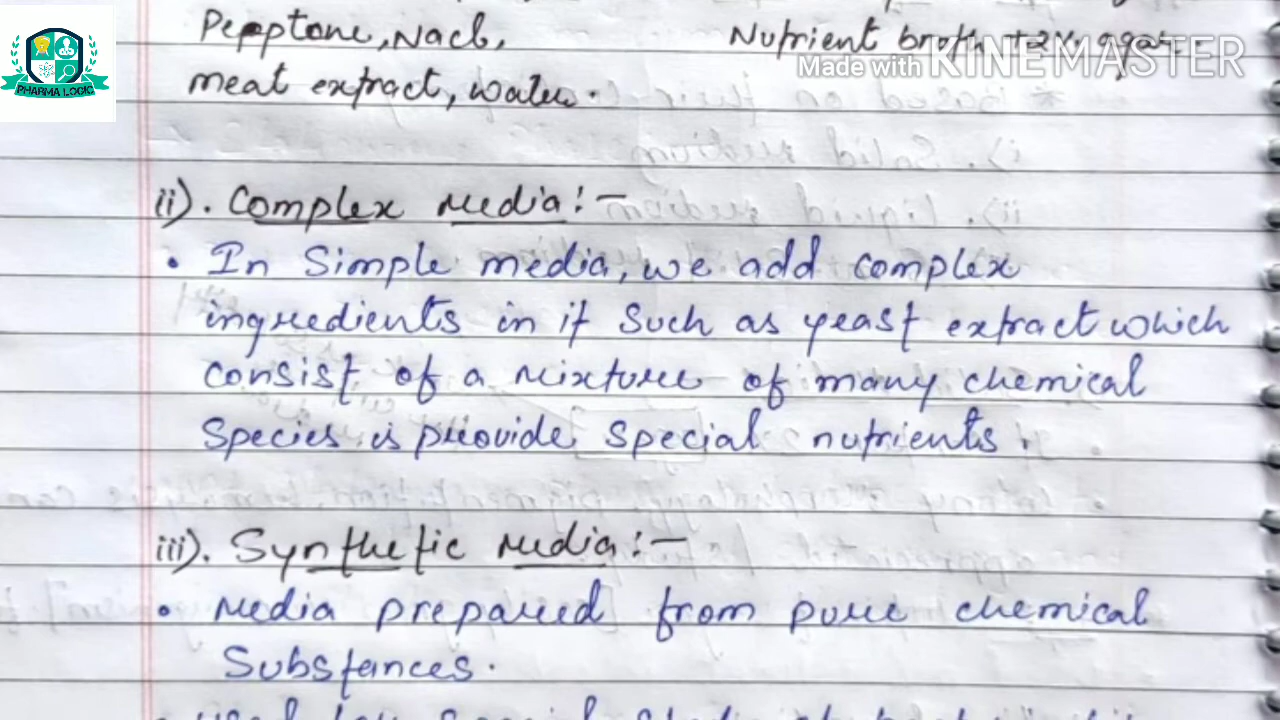 Pepptone, Nacl,
Nutrient broth +2% agar.
meat extract, water.
Made with KINEMASTER
PHARMA LOGIC
ii). Complex Media:-
• In Simple media, we add complex
ingredients in it Such as yeast extract which
consist of a mixture of many chemical
Species is provide special nutrients.
iii). Synthetic Media:-
• Media prepared from pure chemical
Substances.